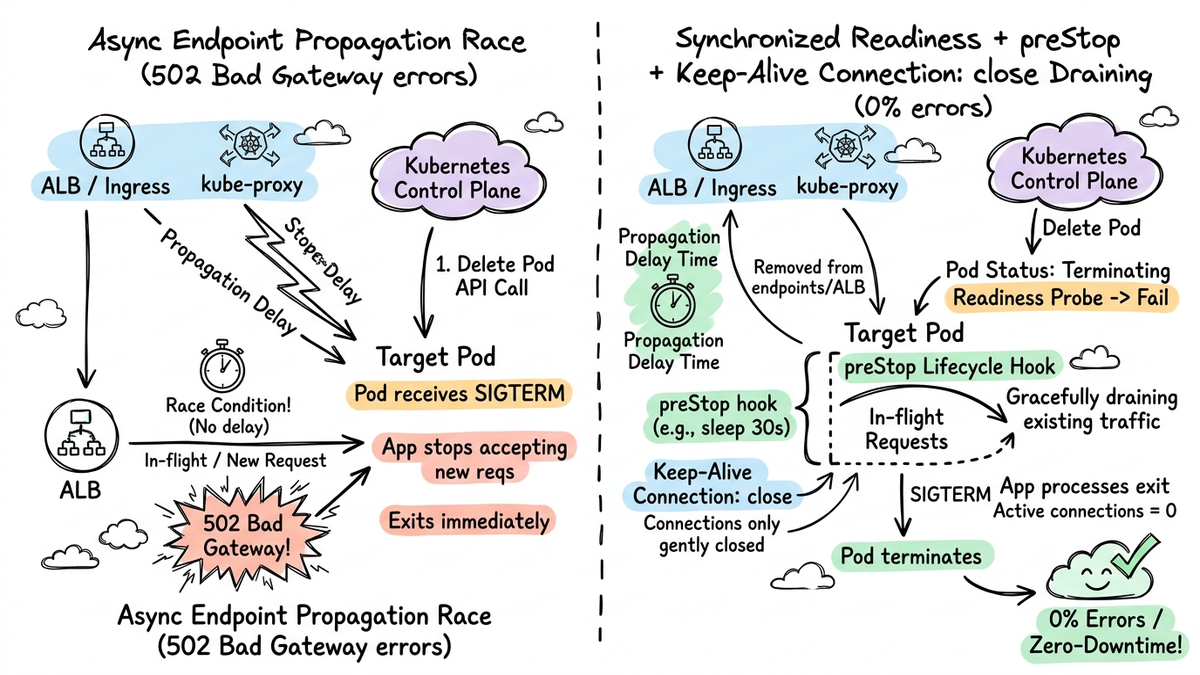 Async Endpoint Propagation Race
(502 Bad Gateway errors)
ALB / Ingress
kube-proxy
Kubernetes
Control Plane
Propagation Delay
1. Delete Pod
API Call
Target Pod
Pod receives SIGTERM
Race Condition!
(No delay)
In-flight / New Request
ALB
App stops accepting
new reqs
Exits immediately
502 Bad
Gateway!
Async Endpoint Propagation Race
(502 Bad Gateway errors)
Synchronized Readiness + preStop
+ Keep-Alive Connection: close Draining
(0% errors)
ALB / Ingress
kube-proxy
Kubernetes
Control Plane
Delete Pod
Pod Status: Terminating
Readiness Probe -> Fail
Propagation
Delay Time
Propagation
Delay Time
Removed from
endpoints/ALB
Target Pod
preStop Lifecycle Hook
preStop hook
(e.g., sleep 30s)
In-flight
Requests
Gracefully draining
existing traffic
Keep-Alive
Connection: close
Connections only
gently closed
SIGTERM
App processes exit
Active connections = 0
Pod terminates
0% Errors /
Zero-Downtime!